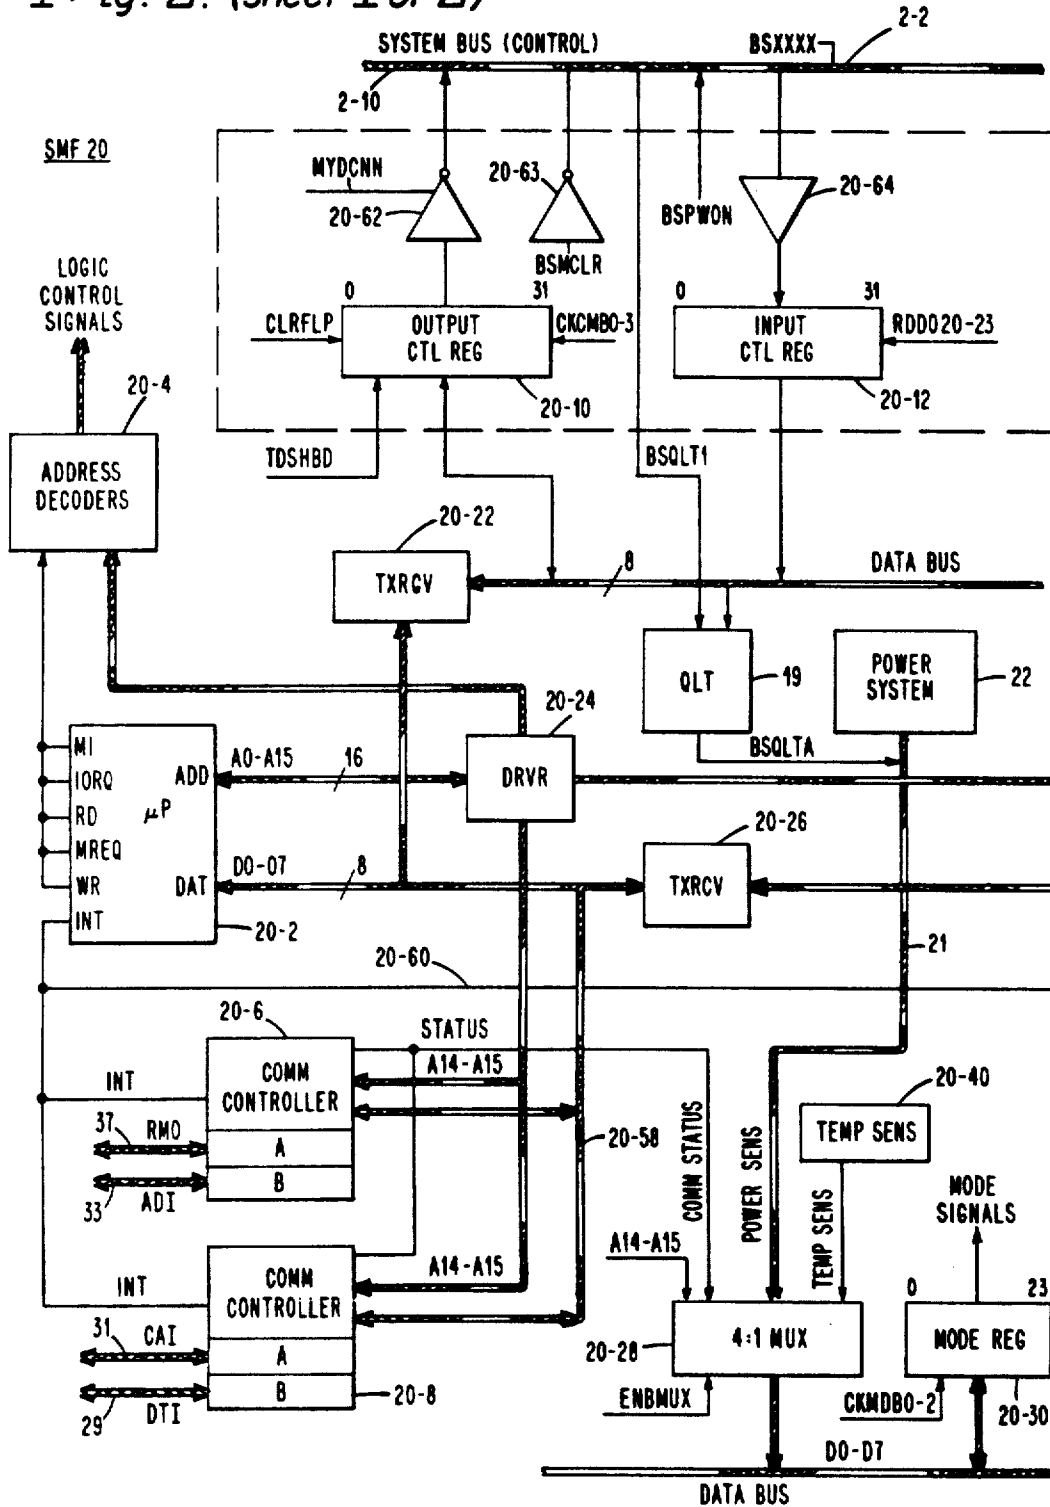 Fig. 2. (Sheet 1 of 2)
SYSTEM BUS (CONTROL)
BSXXXX
2-2
2-10
SMF 20
MYDCNN
20-62
20-63
BSMCLR
BSPWON
20-64
LOGIC
CONTROL
SIGNALS
0
31
CLRFLP
OUTPUT
CTL REG
CKCMB0-3
20-10
0
31
INPUT
CTL REG
RDD020-23
20-12
20-4
ADDRESS
DECODERS
TDSHBD
BSQLT1
20-22
TXRCV
8
DATA BUS
QLT
19
POWER
SYSTEM
22
BSQLTA
20-24
DRVR
MI
IORQ
RD
MREQ
WR
INT
μP
ADD
DAT
A0-A15
16
D0-07
8
20-2
20-26
TXRCV
21
20-60
20-6
STATUS
COMM
CONTROLLER
A
B
INT
A14-A15
37
RMO
33
ADI
20-58
COMM STATUS
POWER SENS
20-40
TEMP SENS
TEMP SENS
MODE
SIGNALS
A14-A15
COMM
CONTROLLER
A
B
INT
A14-A15
31
CAI
29
DTI
20-8
20-28
4:1 MUX
ENBMUX
0
23
MODE REG
CKMDB0-2
20-30
D0-D7
DATA BUS